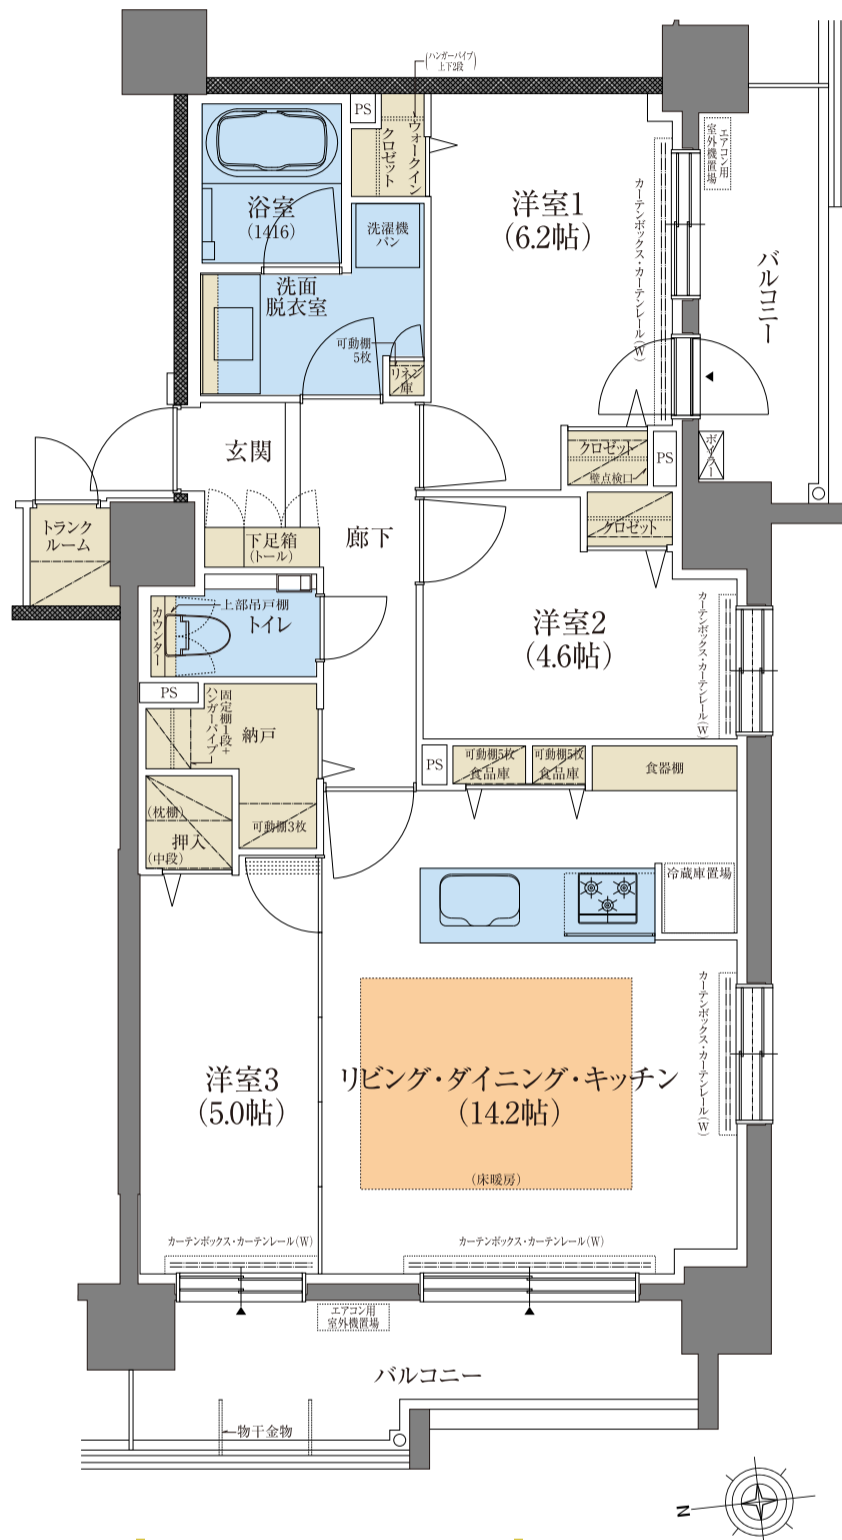 (ハンガーパイプ
上下2段)
PS
ウォークイン
クロゼット
エアコン用
室外機置場
浴室
(1416)
洗濯機
パン
洋室1
(6.2帖)
カーテンボックス・カーテンレール(W)
バルコニー
洗面
脱衣室
可動棚
5枚
リネン
庫
玄関
クロゼット
壁点検口
PS
ボイラー
トランク
ルーム
下足箱
(トール)
廊下
クロゼット
カウンター
上部吊戸棚
トイレ
洋室2
(4.6帖)
カーテンボックス・カーテンレール(W)
PS
固定棚1段+
ハンガーパイプ
納戸
PS
可動棚5枚
食品庫
可動棚5枚
食品庫
食器棚
(枕棚)
押入
(中段)
可動棚3枚
冷蔵庫置場
カーテンボックス・カーテンレール(W)
洋室3
(5.0帖)
リビング・ダイニング・キッチン
(14.2帖)
(床暖房)
カーテンボックス・カーテンレール(W)
カーテンボックス・カーテンレール(W)
エアコン用
室外機置場
バルコニー
物干金物
N